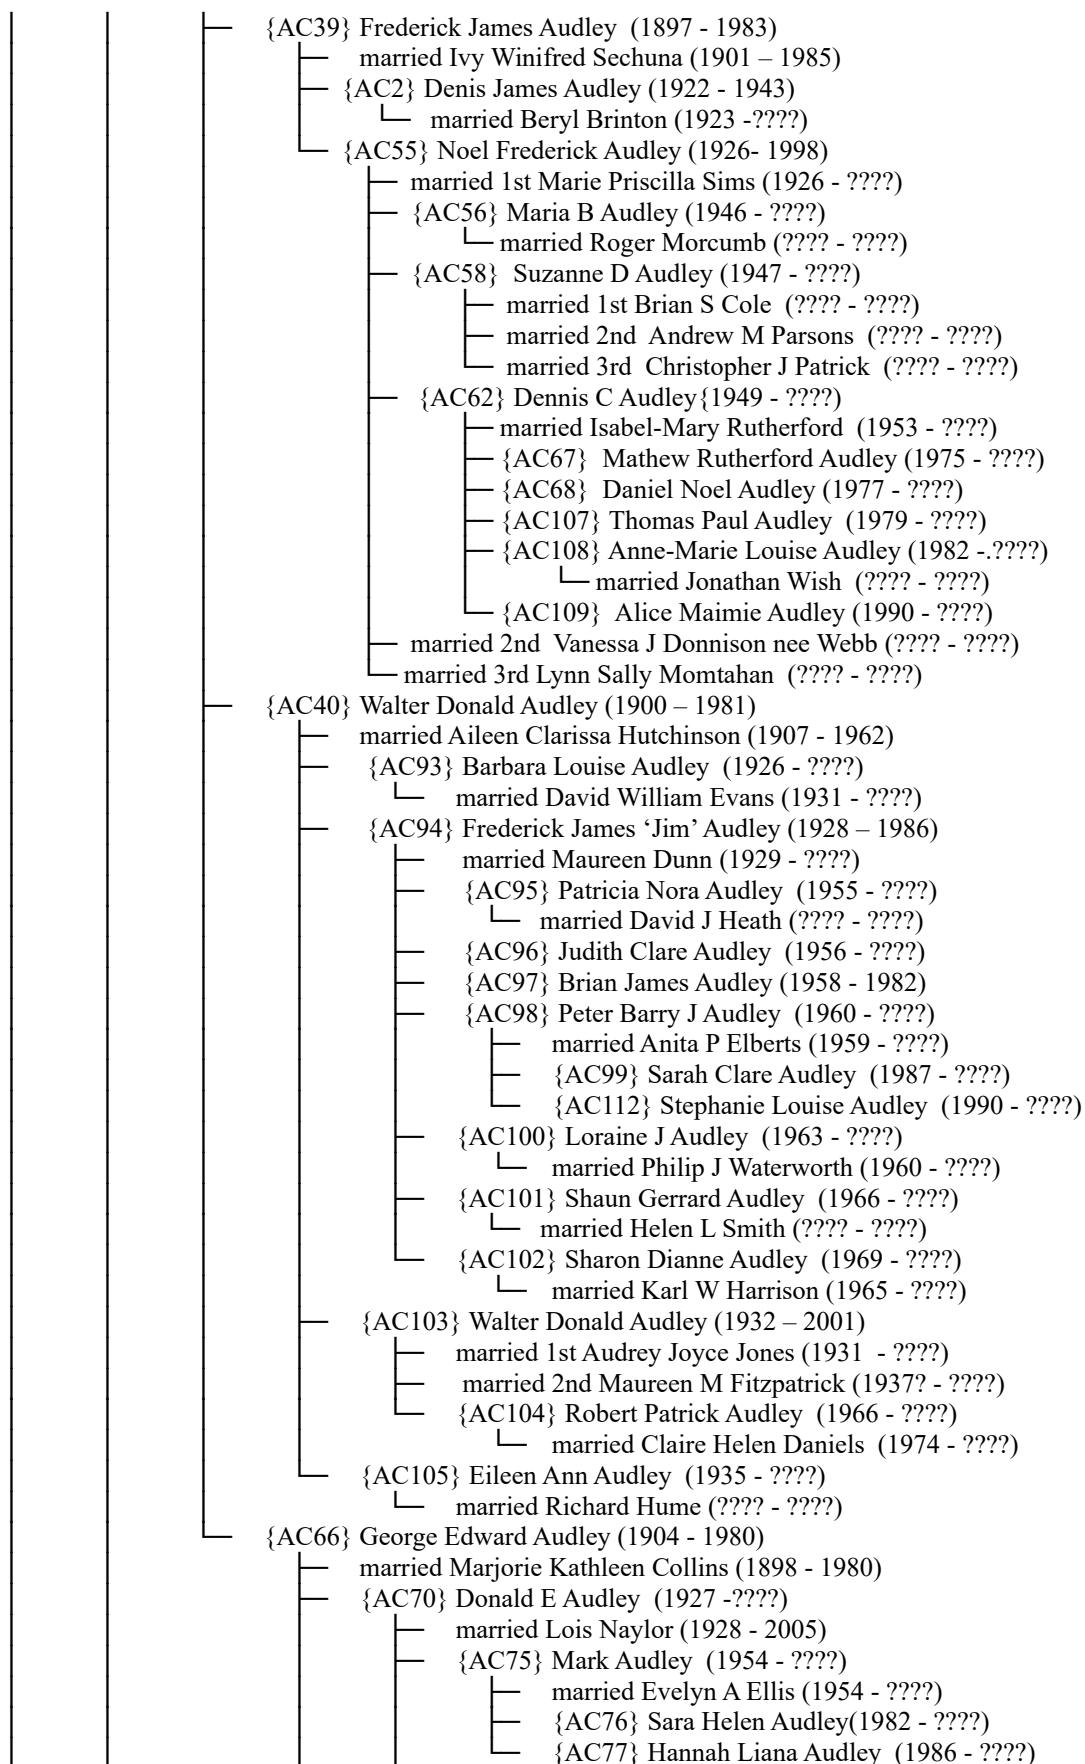 {AC39} Frederick James Audley (1897 - 1983)
married Ivy Winifred Sechuna (1901 – 1985)
{AC2} Denis James Audley (1922 - 1943)
married Beryl Brinton (1923 -????)
{AC55} Noel Frederick Audley (1926- 1998)
married 1st Marie Priscilla Sims (1926 - ????)
{AC56} Maria B Audley (1946 - ????)
married Roger Morcumb (???? - ????)
{AC58} Suzanne D Audley (1947 - ????)
married 1st Brian S Cole (???? - ????)
married 2nd Andrew M Parsons (???? - ????)
married 3rd Christopher J Patrick (???? - ????)
{AC62} Dennis C Audley{1949 - ????)
married Isabel-Mary Rutherford (1953 - ????)
{AC67} Mathew Rutherford Audley (1975 - ????)
{AC68} Daniel Noel Audley (1977 - ????)
{AC107} Thomas Paul Audley (1979 - ????)
{AC108} Anne-Marie Louise Audley (1982 -.????)
married Jonathan Wish (???? - ????)
{AC109} Alice Maimie Audley (1990 - ????)
married 2nd Vanessa J Donnison nee Webb (???? - ????)
married 3rd Lynn Sally Momtahan (???? - ????)
{AC40} Walter Donald Audley (1900 – 1981)
married Aileen Clarissa Hutchinson (1907 - 1962)
{AC93} Barbara Louise Audley (1926 - ????)
married David William Evans (1931 - ????)
{AC94} Frederick James ‘Jim’ Audley (1928 – 1986)
married Maureen Dunn (1929 - ????)
{AC95} Patricia Nora Audley (1955 - ????)
married David J Heath (???? - ????)
{AC96} Judith Clare Audley (1956 - ????)
{AC97} Brian James Audley (1958 - 1982)
{AC98} Peter Barry J Audley (1960 - ????)
married Anita P Elberts (1959 - ????)
{AC99} Sarah Clare Audley (1987 - ????)
{AC112} Stephanie Louise Audley (1990 - ????)
{AC100} Loraine J Audley (1963 - ????)
married Philip J Waterworth (1960 - ????)
{AC101} Shaun Gerrard Audley (1966 - ????)
married Helen L Smith (???? - ????)
{AC102} Sharon Dianne Audley (1969 - ????)
married Karl W Harrison (1965 - ????)
{AC103} Walter Donald Audley (1932 – 2001)
married 1st Audrey Joyce Jones (1931 - ????)
married 2nd Maureen M Fitzpatrick (1937? - ????)
{AC104} Robert Patrick Audley (1966 - ????)
married Claire Helen Daniels (1974 - ????)
{AC105} Eileen Ann Audley (1935 - ????)
married Richard Hume (???? - ????)
{AC66} George Edward Audley (1904 - 1980)
married Marjorie Kathleen Collins (1898 - 1980)
{AC70} Donald E Audley (1927 -????)
married Lois Naylor (1928 - 2005)
{AC75} Mark Audley (1954 - ????)
married Evelyn A Ellis (1954 - ????)
{AC76} Sara Helen Audley(1982 - ????)
{AC77} Hannah Liana Audley (1986 - ????)